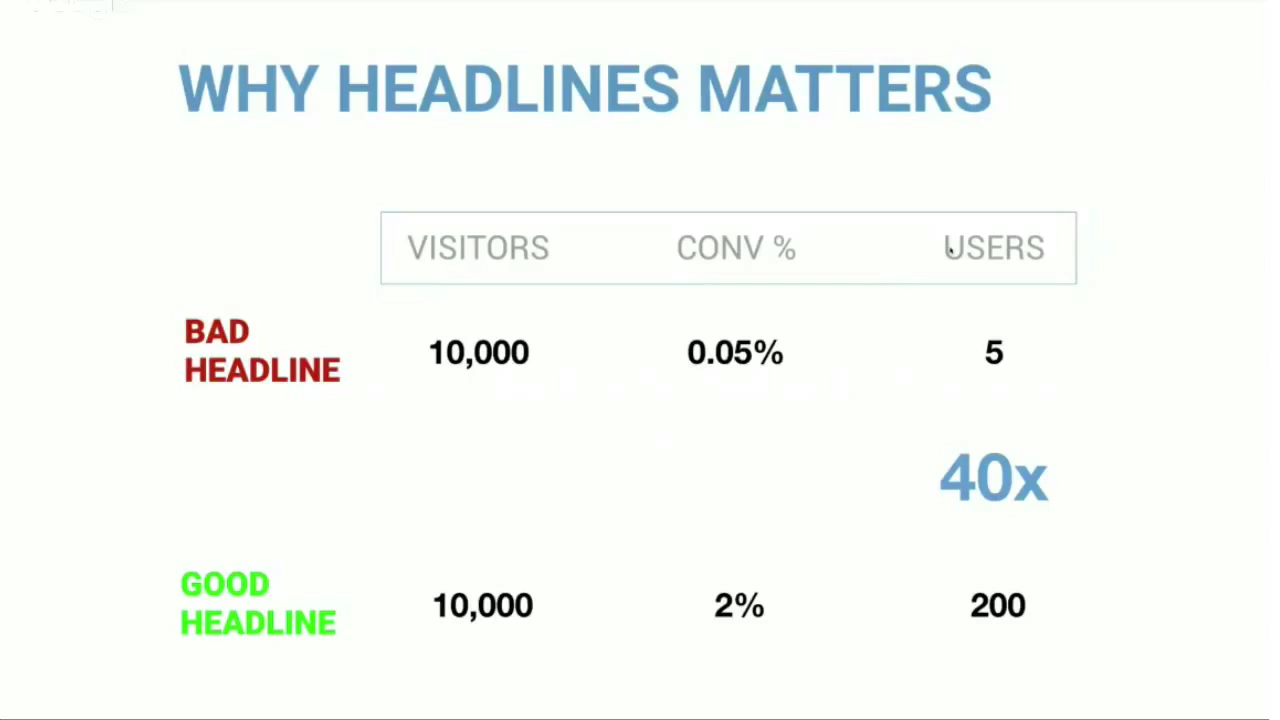 WHY HEADLINES MATTERS
VISITORS CONV % USERS
BAD
HEADLINE
10,000 0.05% 5
40x
GOOD
HEADLINE
10,000 2% 200